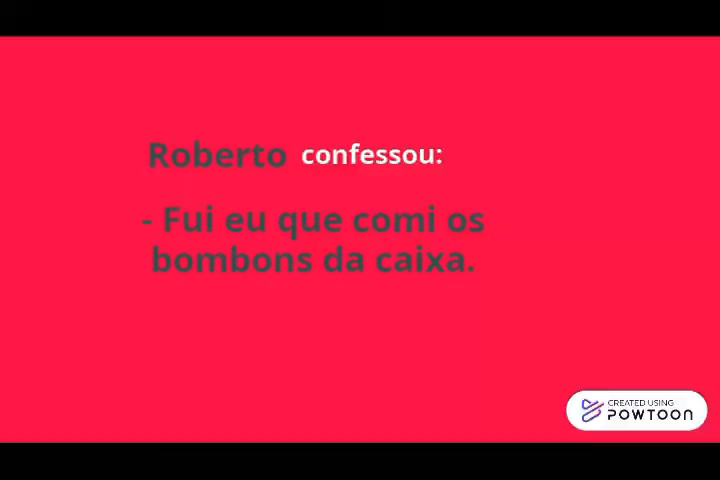 Roberto confessou:
- Fui eu que comi os
bombons da caixa.
CREATED USING
POWTOON